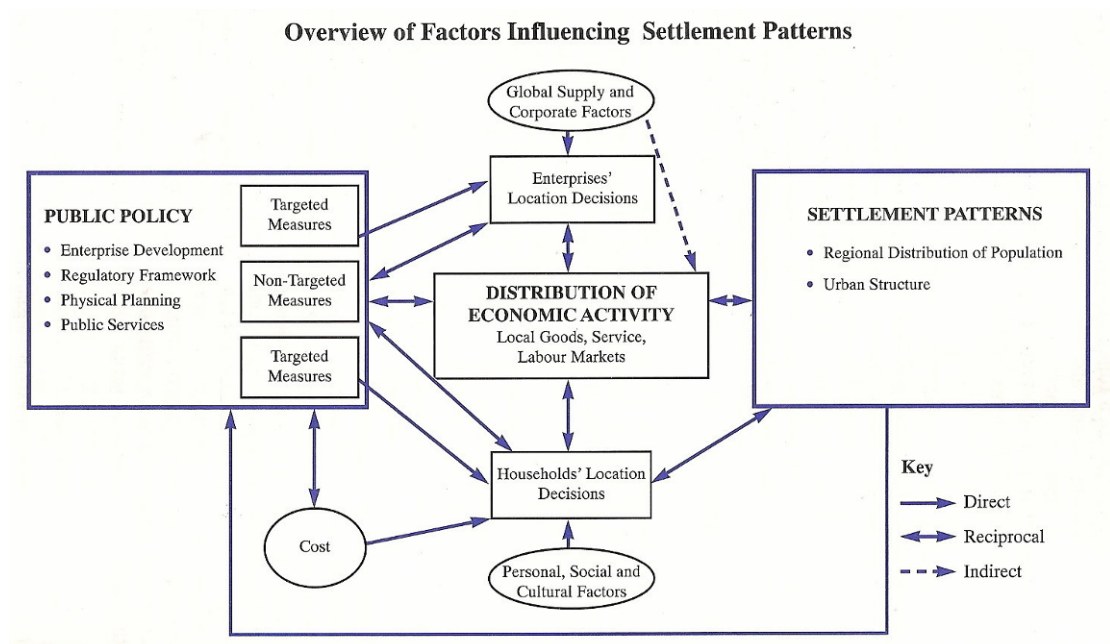 Overview of Factors Influencing Settlement Patterns
Global Supply and
Corporate Factors
Enterprises'
Location Decisions
PUBLIC POLICY
• Enterprise Development
• Regulatory Framework
• Physical Planning
• Public Services
Targeted
Measures
Non-Targeted
Measures
Targeted
Measures
DISTRIBUTION OF
ECONOMIC ACTIVITY
Local Goods, Service,
Labour Markets
SETTLEMENT PATTERNS
• Regional Distribution of Population
• Urban Structure
Households' Location
Decisions
Cost
Personal, Social and
Cultural Factors
Key
Direct
Reciprocal
Indirect